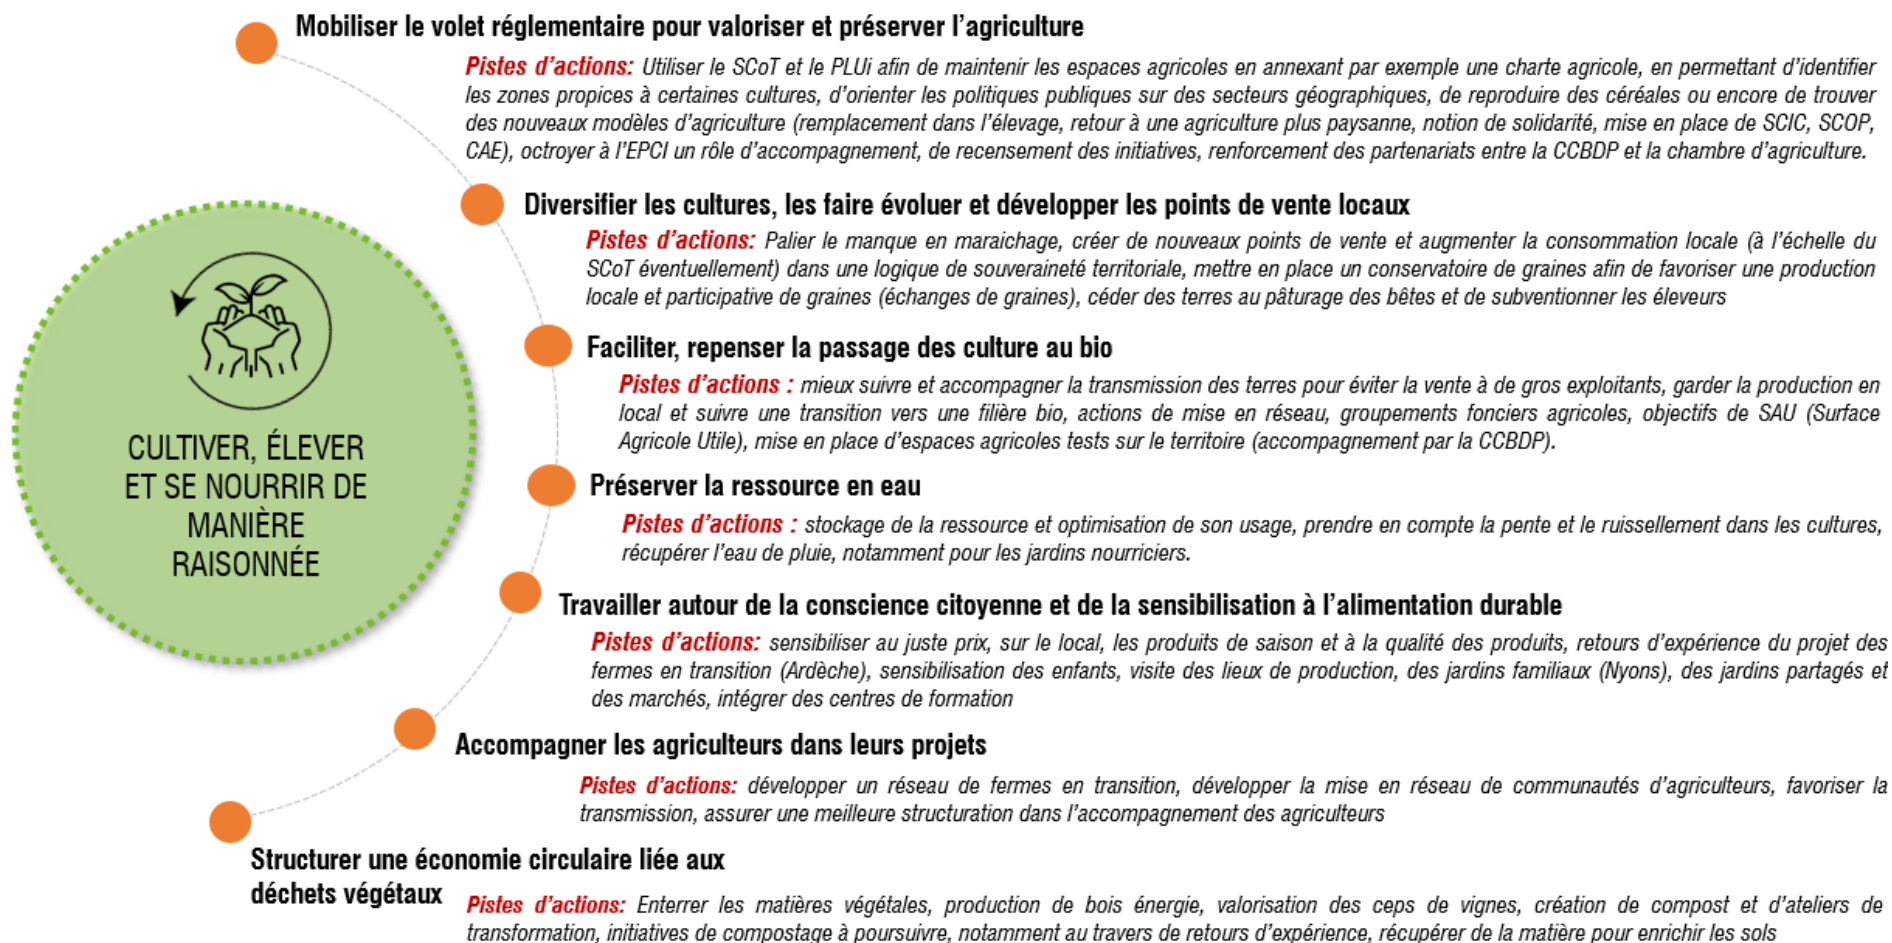 Mobiliser le volet réglementaire pour valoriser et préserver l'agriculture
Pistes d'actions: Utiliser le SCoT et le PLUi afin de maintenir les espaces agricoles en annexant par exemple une charte agricole, en permettant d'identifier
les zones propices à certaines cultures, d'orienter les politiques publiques sur des secteurs géographiques, de reproduire des céréales ou encore de trouver
des nouveaux modèles d'agriculture (remplacement dans l'élevage, retour à une agriculture plus paysanne, notion de solidarité, mise en place de SCIC, SCOP,
CAE), octroyer à l'EPCI un rôle d'accompagnement, de recensement des initiatives, renforcement des partenariats entre la CCBDP et la chambre d'agriculture.
Diversifier les cultures, les faire évoluer et développer les points de vente locaux
Pistes d'actions: Palier le manque en maraichage, créer de nouveaux points de vente et augmenter la consommation locale (à l'échelle du
SCoT éventuellement) dans une logique de souveraineté territoriale, mettre en place un conservatoire de graines afin de favoriser une production
locale et participative de graines (échanges de graines), céder des terres au pâturage des bêtes et de subventionner les éleveurs
Faciliter, repenser la passage des culture au bio
Pistes d'actions : mieux suivre et accompagner la transmission des terres pour éviter la vente à de gros exploitants, garder la production en
local et suivre une transition vers une filière bio, actions de mise en réseau, groupements fonciers agricoles, objectifs de SAU (Surface
Agricole Utile), mise en place d'espaces agricoles tests sur le territoire (accompagnement par la CCBDP).
CULTIVER, ÉLEVER
ET SE NOURRIR DE
MANIÈRE
RAISONNÉE
Préserver la ressource en eau
Pistes d'actions : stockage de la ressource et optimisation de son usage, prendre en compte la pente et le ruissellement dans les cultures,
récupérer l'eau de pluie, notamment pour les jardins nourriciers.
Travailler autour de la conscience citoyenne et de la sensibilisation à l'alimentation durable
Pistes d'actions: sensibiliser au juste prix, sur le local, les produits de saison et à la qualité des produits, retours d'expérience du projet des
fermes en transition (Ardèche), sensibilisation des enfants, visite des lieux de production, des jardins familiaux (Nyons), des jardins partagés et
des marchés, intégrer des centres de formation
Accompagner les agriculteurs dans leurs projets
Pistes d'actions: développer un réseau de fermes en transition, développer la mise en réseau de communautés d'agriculteurs, favoriser la
transmission, assurer une meilleure structuration dans l'accompagnement des agriculteurs
Structurer une économie circulaire liée aux
déchets végétaux
Pistes d'actions: Enterrer les matières végétales, production de bois énergie, valorisation des ceps de vignes, création de compost et d'ateliers de
transformation, initiatives de compostage à poursuivre, notamment au travers de retours d'expérience, récupérer de la matière pour enrichir les sols